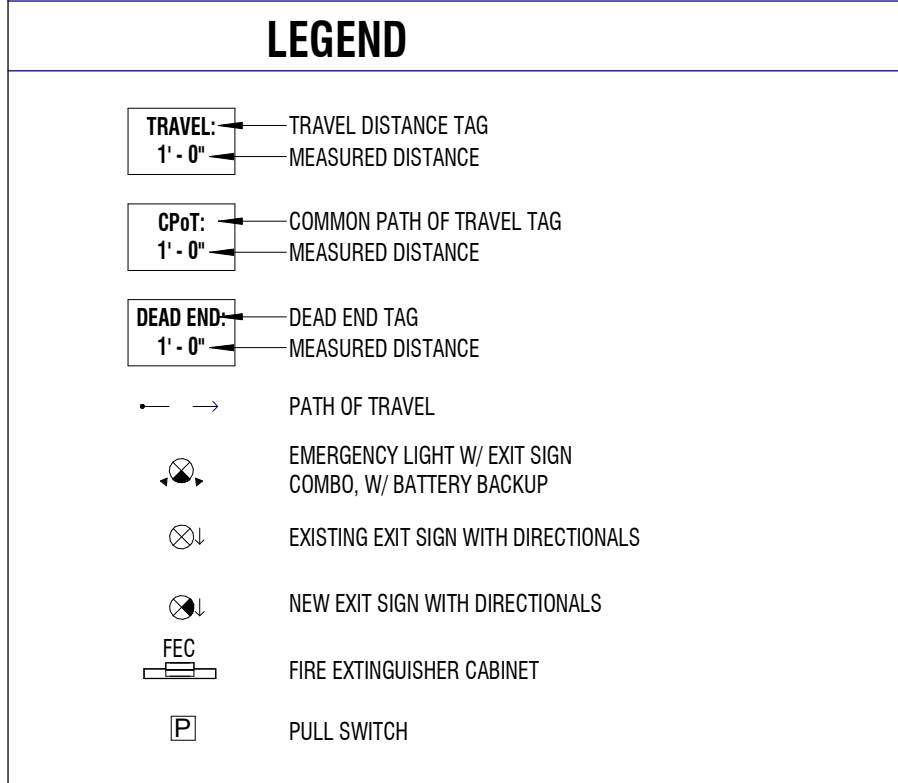 LEGEND
TRAVEL: TRAVEL DISTANCE TAG
1' - 0" MEASURED DISTANCE
CPoT: COMMON PATH OF TRAVEL TAG
1' - 0" MEASURED DISTANCE
DEAD END: DEAD END TAG
1' - 0" MEASURED DISTANCE
PATH OF TRAVEL
EMERGENCY LIGHT W/ EXIT SIGN
COMBO, W/ BATTERY BACKUP
EXISTING EXIT SIGN WITH DIRECTIONALS
NEW EXIT SIGN WITH DIRECTIONALS
FEC
FIRE EXTINGUISHER CABINET
P PULL SWITCH